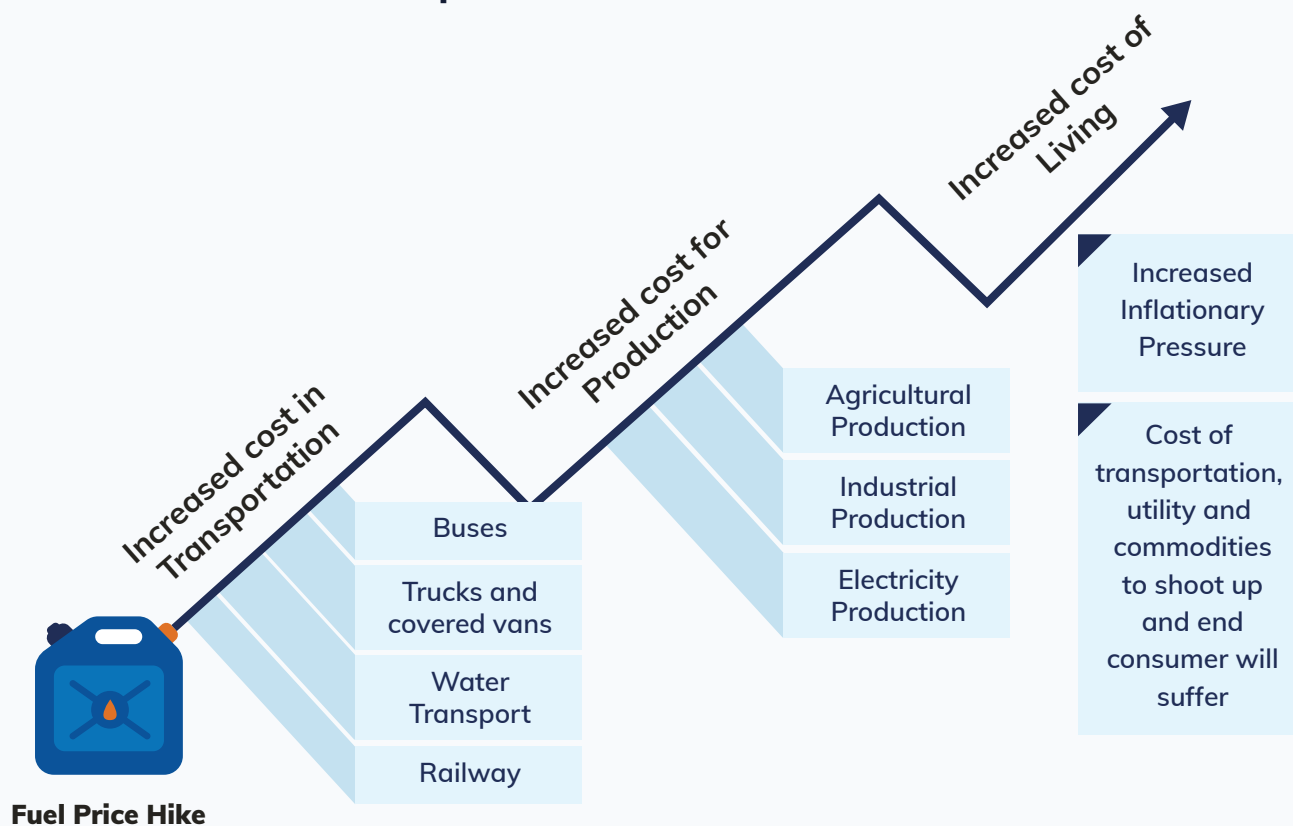 Increased cost in
Transportation
Increased cost for
Production
Increased cost of
Living
Buses
Trucks and
covered vans
Water
Transport
Railway
Agricultural
Production
Industrial
Production
Electricity
Production
Increased
Inflationary
Pressure
Cost of
transportation,
utility and
commodities
to shoot up
and end
consumer will
suffer
Fuel Price Hike